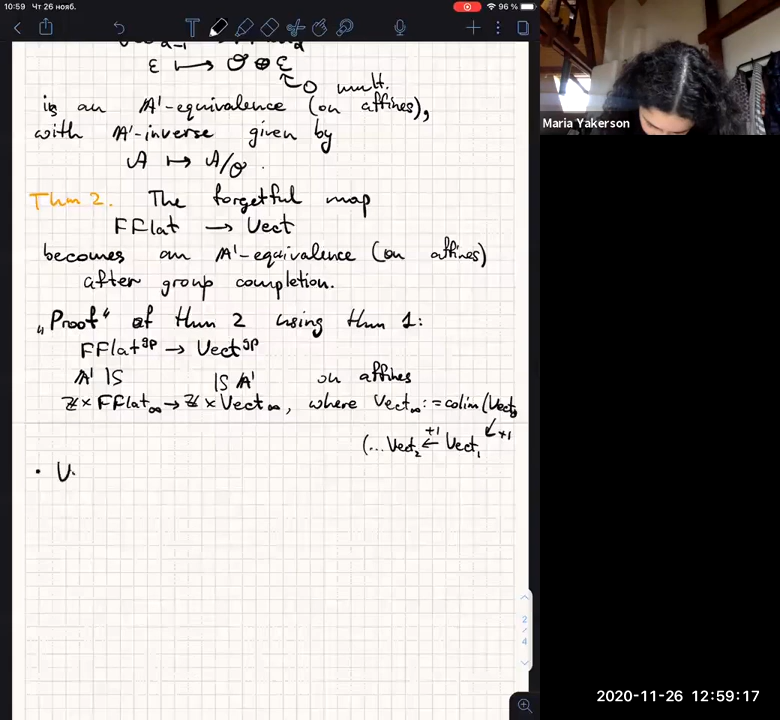 10:59 Чт 26 нояб.
96 %
ε ⟼ 𝒪 ⊕ ε
0 mult.
is an A¹-equivalence (on affines),
with A¹-inverse given by
A ↦ A/𝒪.
Thm 2. The forgetful map
FFlat → Vect
becomes an A¹-equivalence (on affines)
after group completion.
„Proof“ of thm 2 using thm 1:
FFlat^gp → Vect^gp
A¹ IS IS A¹ on affines
ℤ × FFlat∞ → ℤ × Vect∞, where Vect∞ := colim (Vect₀
↙+1
(... Vect₂ ←+1 Vect₁
• V
Maria Yakerson
2
/
4
2020-11-26 12:59:17